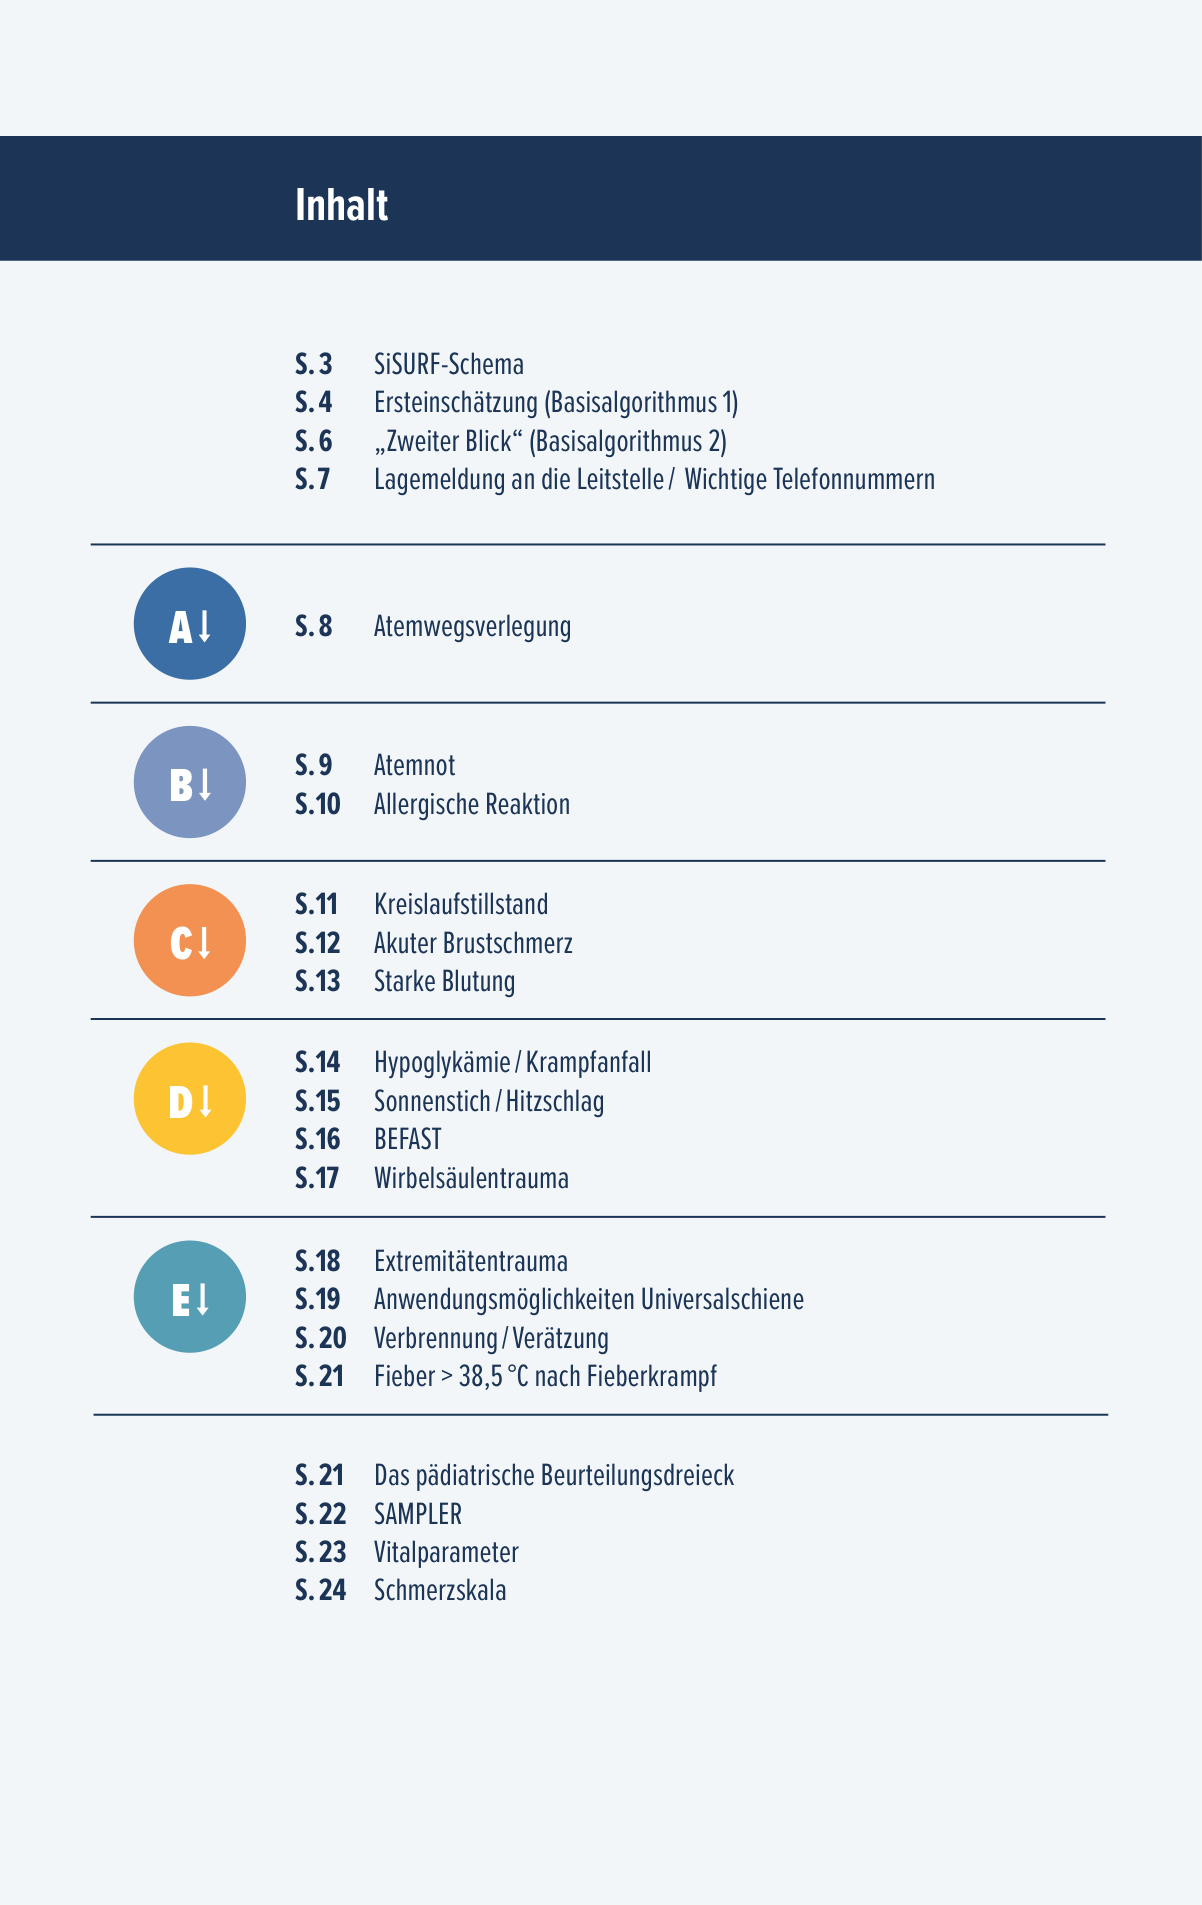 Inhalt
S. 3 SiSURF-Schema
S. 4 Ersteinschätzung (Basisalgorithmus 1)
S. 6 „Zweiter Blick“ (Basisalgorithmus 2)
S. 7 Lagemeldung an die Leitstelle / Wichtige Telefonnummern
A↓
S. 8 Atemwegsverlegung
B↓
S. 9 Atemnot
S. 10 Allergische Reaktion
C↓
S. 11 Kreislaufstillstand
S. 12 Akuter Brustschmerz
S. 13 Starke Blutung
D↓
S. 14 Hypoglykämie / Krampfanfall
S. 15 Sonnenstich / Hitzschlag
S. 16 BEFAST
S. 17 Wirbelsäulentrauma
E↓
S. 18 Extremitätentrauma
S. 19 Anwendungsmöglichkeiten Universalschiene
S. 20 Verbrennung / Verätzung
S. 21 Fieber > 38,5 °C nach Fieberkrampf
S. 21 Das pädiatrische Beurteilungsdreieck
S. 22 SAMPLER
S. 23 Vitalparameter
S. 24 Schmerzskala